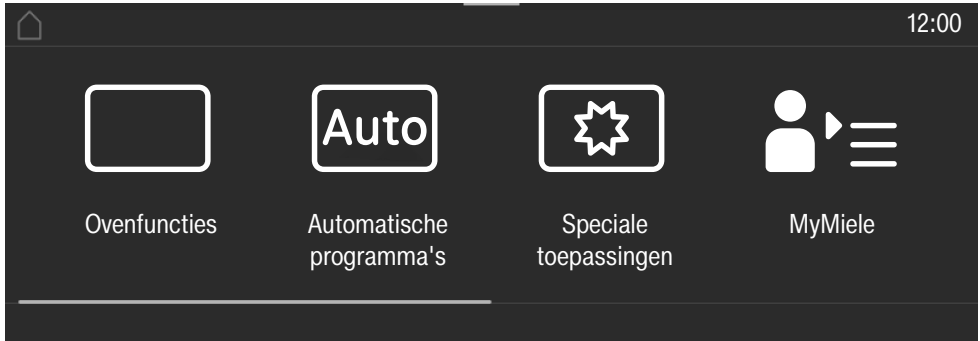 12:00
Auto
Ovenfuncties
Automatische
programma's
Speciale
toepassingen
MyMiele